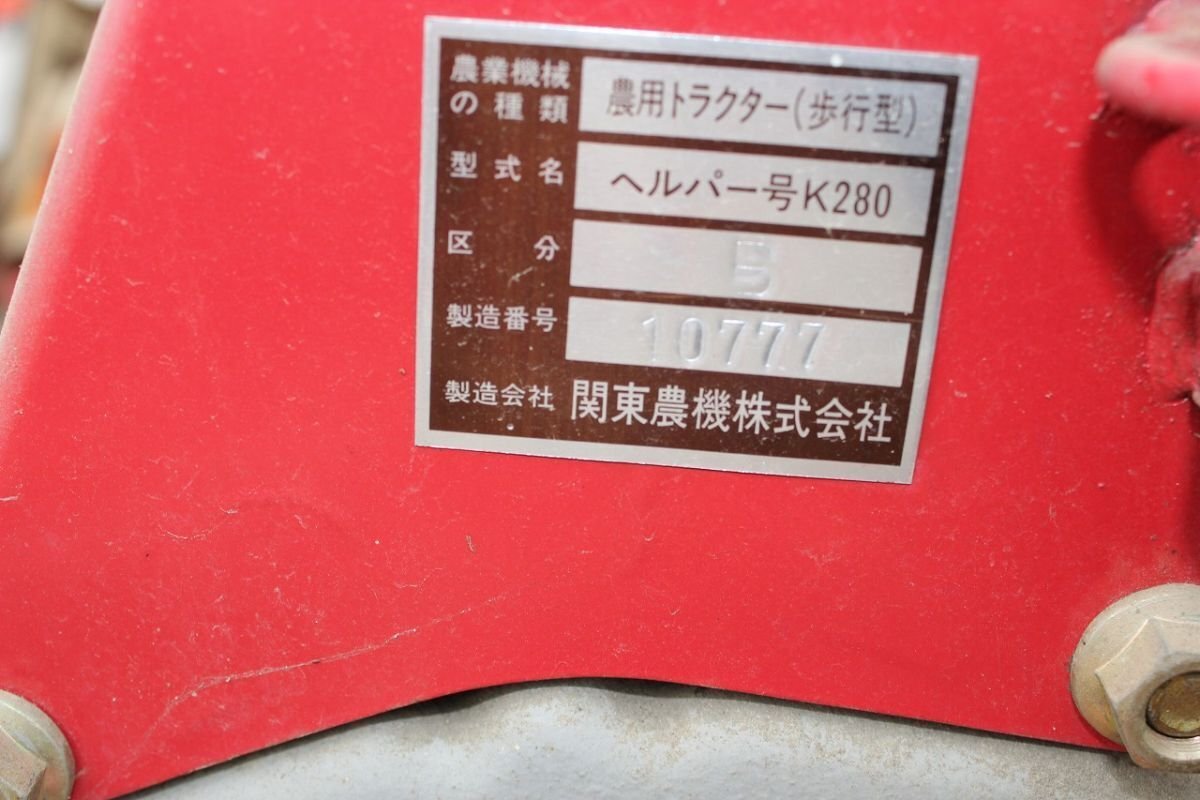 農業機械の種類 農用トラクター(歩行型)
型式名 ヘルパー号K280
区分 B
製造番号 10777
製造会社 関東農機株式会社